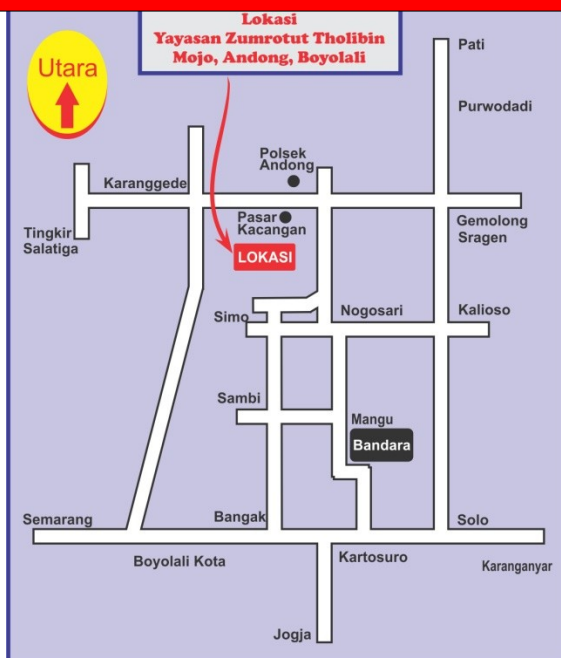 Lokasi
Yayasan Zumrotut Tholibin
Mojo, Andong, Boyolali
Utara
Pati
Purwodadi
Polsek
Andong
Karanggede
Pasar
Kacangan
Gemolong
Sragen
Tingkir
Salatiga
LOKASI
Simo
Nogosari
Kalioso
Sambi
Mangu
Bandara
Semarang
Bangak
Solo
Boyolali Kota
Kartosuro
Karanganyar
Jogja